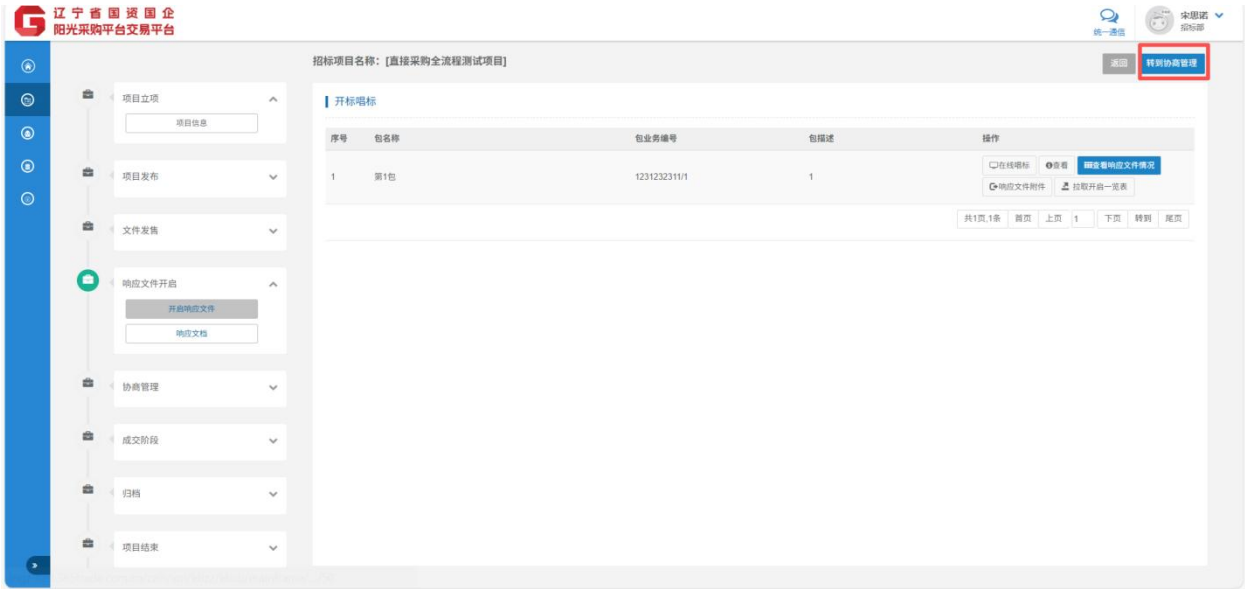 辽宁省国资国企
阳光采购平台交易平台
统一通信
宋思诺
招标部
招标项目名称：[直接采购全流程测试项目]
返回
转到协商管理
项目立项
项目信息
项目发布
文件发售
响应文件开启
开启响应文件
响应文档
协商管理
成交阶段
归档
项目结束
开标唱标
序号 包名称 包业务编号 包描述 操作
1 第1包 1231232311/1 1
在线唱标 查看 查看响应文件情况
响应文件附件 拉取开启一览表
共1页,1条 首页 上页 1 下页 转到 尾页